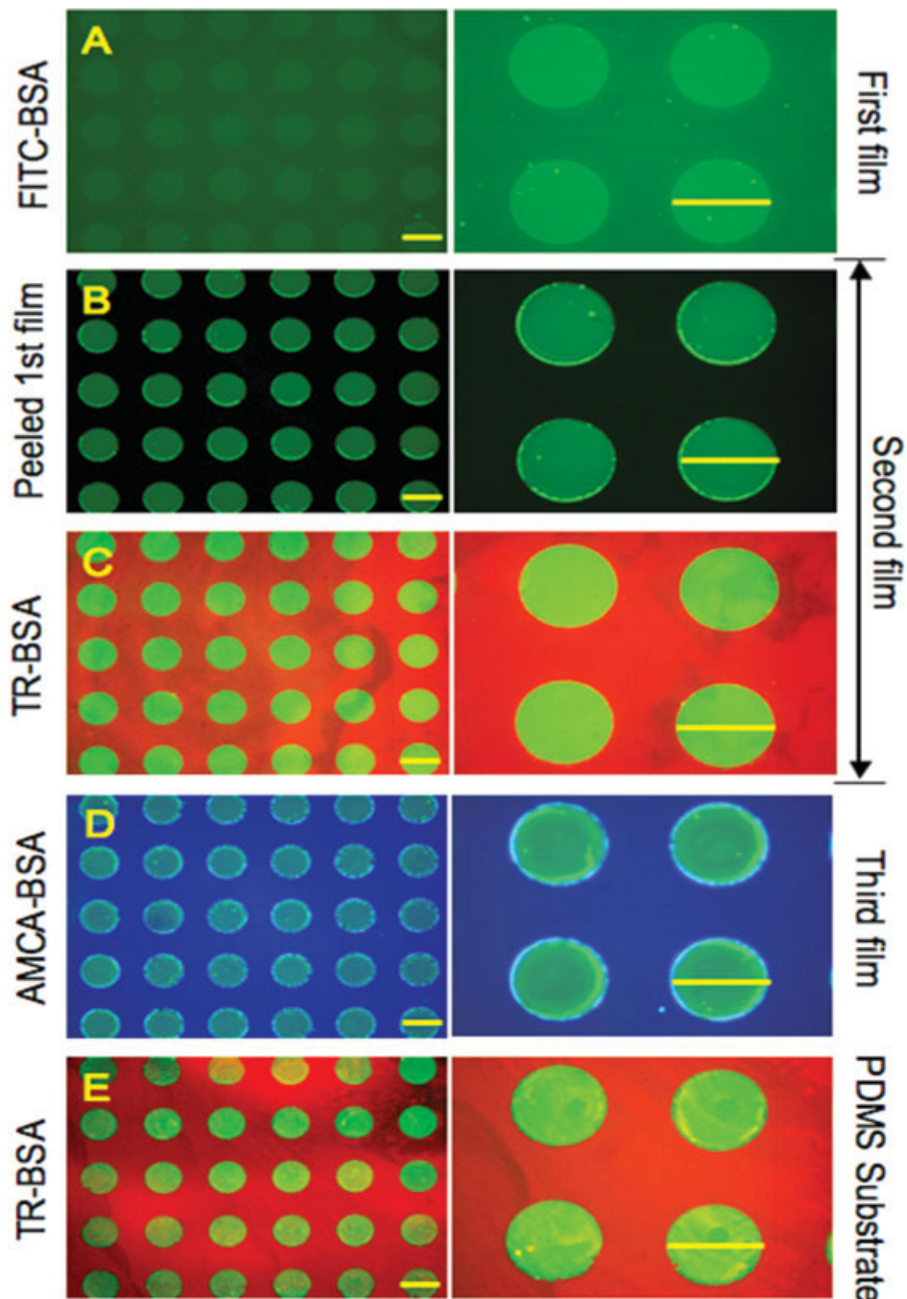 A
FITC-BSA
First film
B
Peeled 1st film
Second film
C
TR-BSA
D
AMCA-BSA
Third film
E
TR-BSA
PDMS Substrate